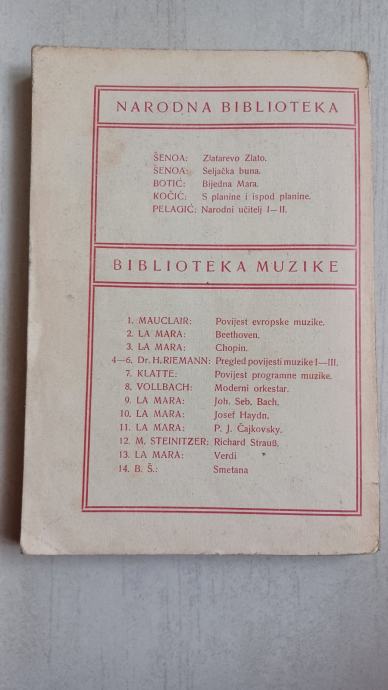 NARODNA BIBLIOTEKA
ŠENOA: Zlatarevo Zlato.
ŠENOA: Seljačka buna.
BOTIĆ: Bijedna Mara.
KOČIĆ: S planine i ispod planine.
PELAGIĆ: Narodni učitelj I—II.
BIBLIOTEKA MUZIKE
1. MAUCLAIR: Povijest evropske muzike.
2. LA MARA: Beethoven.
3. LA MARA: Chopin.
4—6. Dr. H. RIEMANN: Pregled povijesti muzike I—III.
7. KLATTE: Povijest programne muzike.
8. VOLLBACH: Moderni orkestar.
9. LA MARA: Joh. Seb. Bach.
10. LA MARA: Josef Haydn.
11. LA MARA: P. J. Čajkovsky.
12. M. STEINITZER: Richard Strauß.
13. LA MARA: Verdi
14. B. Š.: Smetana